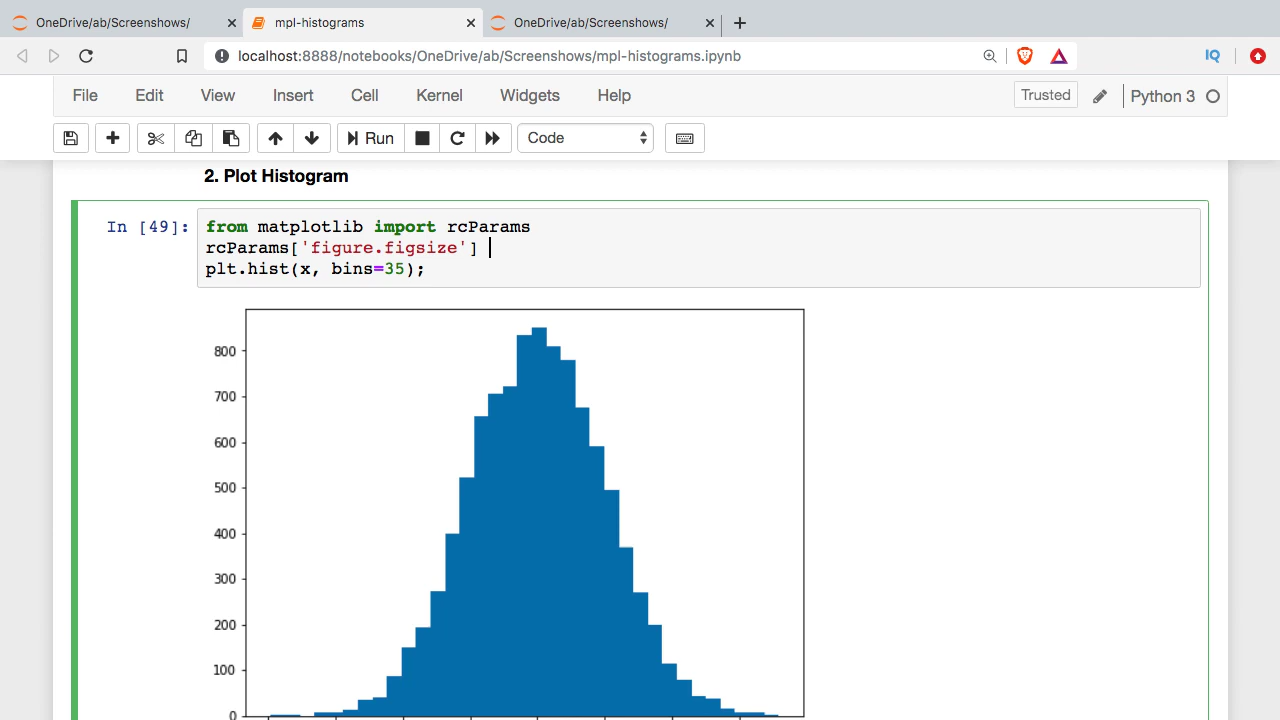 OneDrive/ab/Screenshows/ mpl-histograms OneDrive/ab/Screenshows/
localhost:8888/notebooks/OneDrive/ab/Screenshows/mpl-histograms.ipynb IQ
File Edit View Insert Cell Kernel Widgets Help Trusted Python 3
Run Code
2. Plot Histogram
In [49]: from matplotlib import rcParams
rcParams['figure.figsize']
plt.hist(x, bins=35);
800
700
600
500
400
300
200
100
0